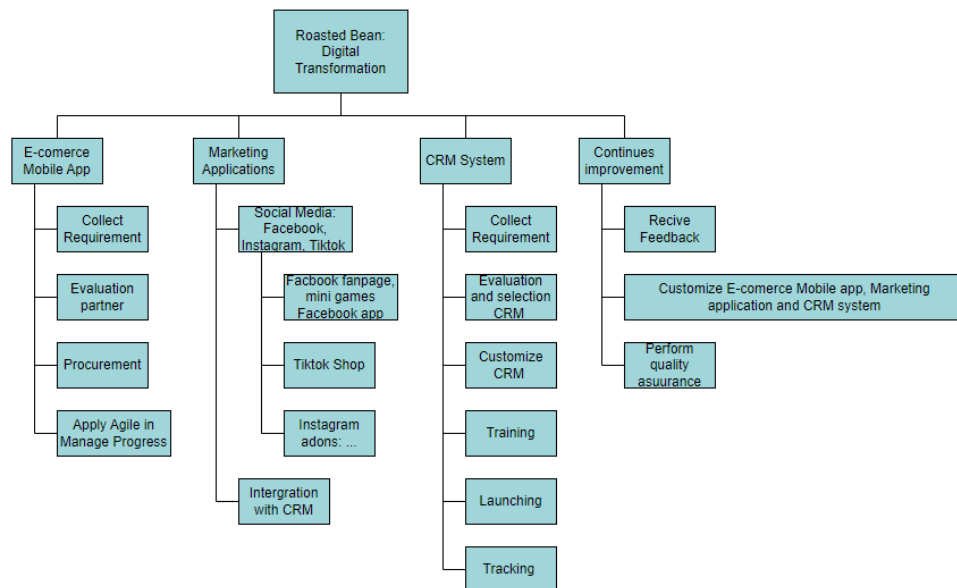 Roasted Bean:
Digital
Transformation
E-comerce
Mobile App
Marketing
Applications
CRM System
Continues
improvement
Collect
Requirement
Evaluation
partner
Procurement
Apply Agile in
Manage Progress
Social Media:
Facebook,
Instagram, Tiktok
Facbook fanpage,
mini games
Facebook app
Tiktok Shop
Instagram
adons: ...
Intergration
with CRM
Collect
Requirement
Evaluation
and selection
CRM
Customize
CRM
Training
Launching
Tracking
Recive
Feedback
Customize E-comerce Mobile app, Marketing
application and CRM system
Perform
quality
asuurance